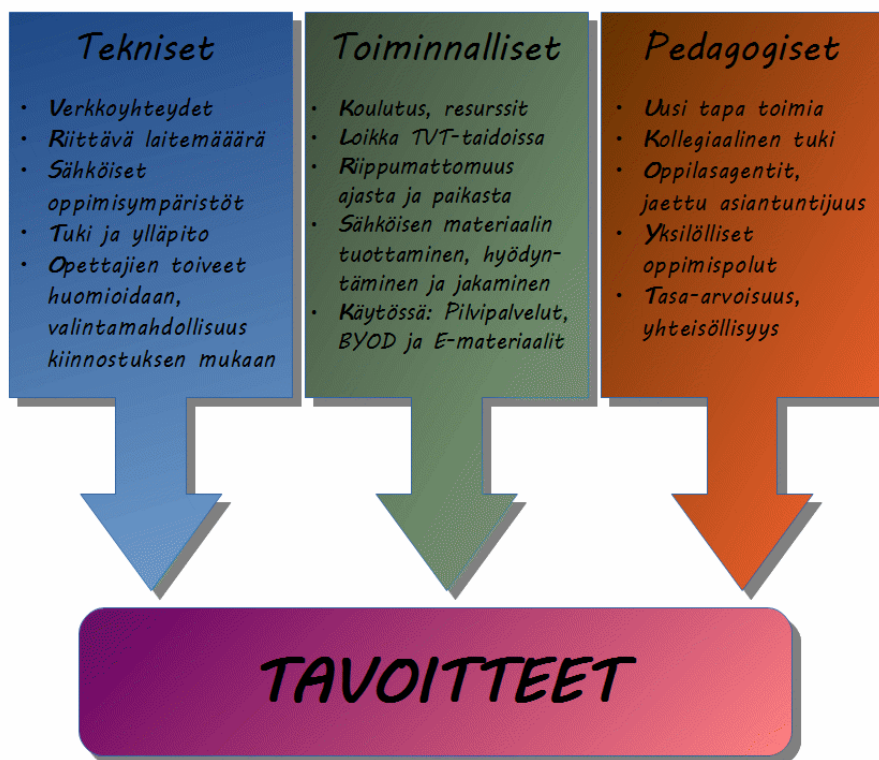 Tekniset
• Verkkoyhteydet
• Riittävä laitemäärä
• Sähköiset
oppimisympäristöt
• Tuki ja ylläpito
• Opettajien toiveet
huomioidaan,
valintamahdollisuus
kiinnostuksen mukaan
Toiminnalliset
• Koulutus, resurssit
• Loikka TVT-taidoissa
• Riippumattomuus
ajasta ja paikasta
• Sähköisen materiaalin
tuottaminen, hyödyn-
täminen ja jakaminen
• Käytössä: Pilvipalvelut,
BYOD ja E-materiaalit
Pedagogiset
• Uusi tapa toimia
• Kollegiaalinen tuki
• Oppilasagentit,
jaettu asiantuntijuus
• Yksilölliset
oppimispolut
• Tasa-arvoisuus,
yhteisöllisyys
TAVOITTEET